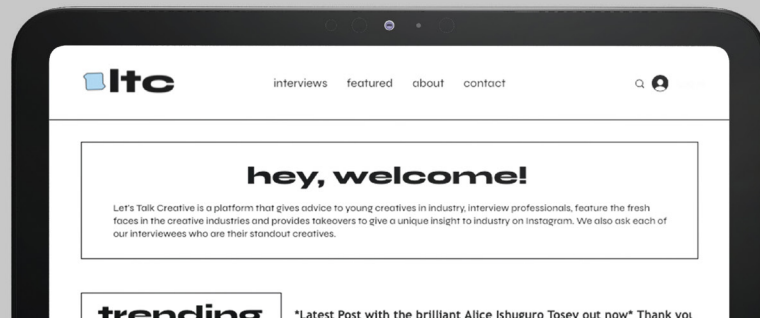 ltc
interviews featured about contact
hey, welcome!
Let's Talk Creative is a platform that gives advice to young creatives in industry, interview professionals, feature the fresh
faces in the creative industries and provides takeovers to give a unique insight to industry on Instagram. We also ask each of
our interviewees who are their standout creatives.
trending
*Latest Post with the brilliant Alice Ishuguro Tosey out now* Thank you